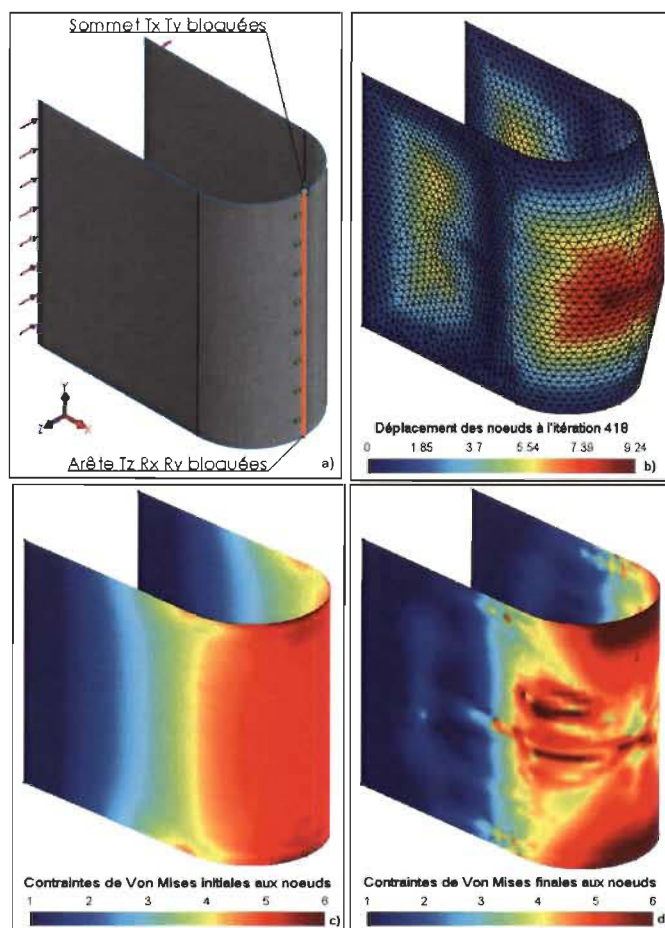 Sommet Tx Ty bloquées
Y
Z
X
Arête Tz Rx Ry bloquées
a)
Déplacement des noeuds à l'itération 418
0 1.85 3.7 5.54 7.39 9.24
b)
Contraintes de Von Mises initiales aux noeuds
1 2 3 4 5 6
c)
Contraintes de Von Mises finales aux noeuds
1 2 3 4 5 6
d